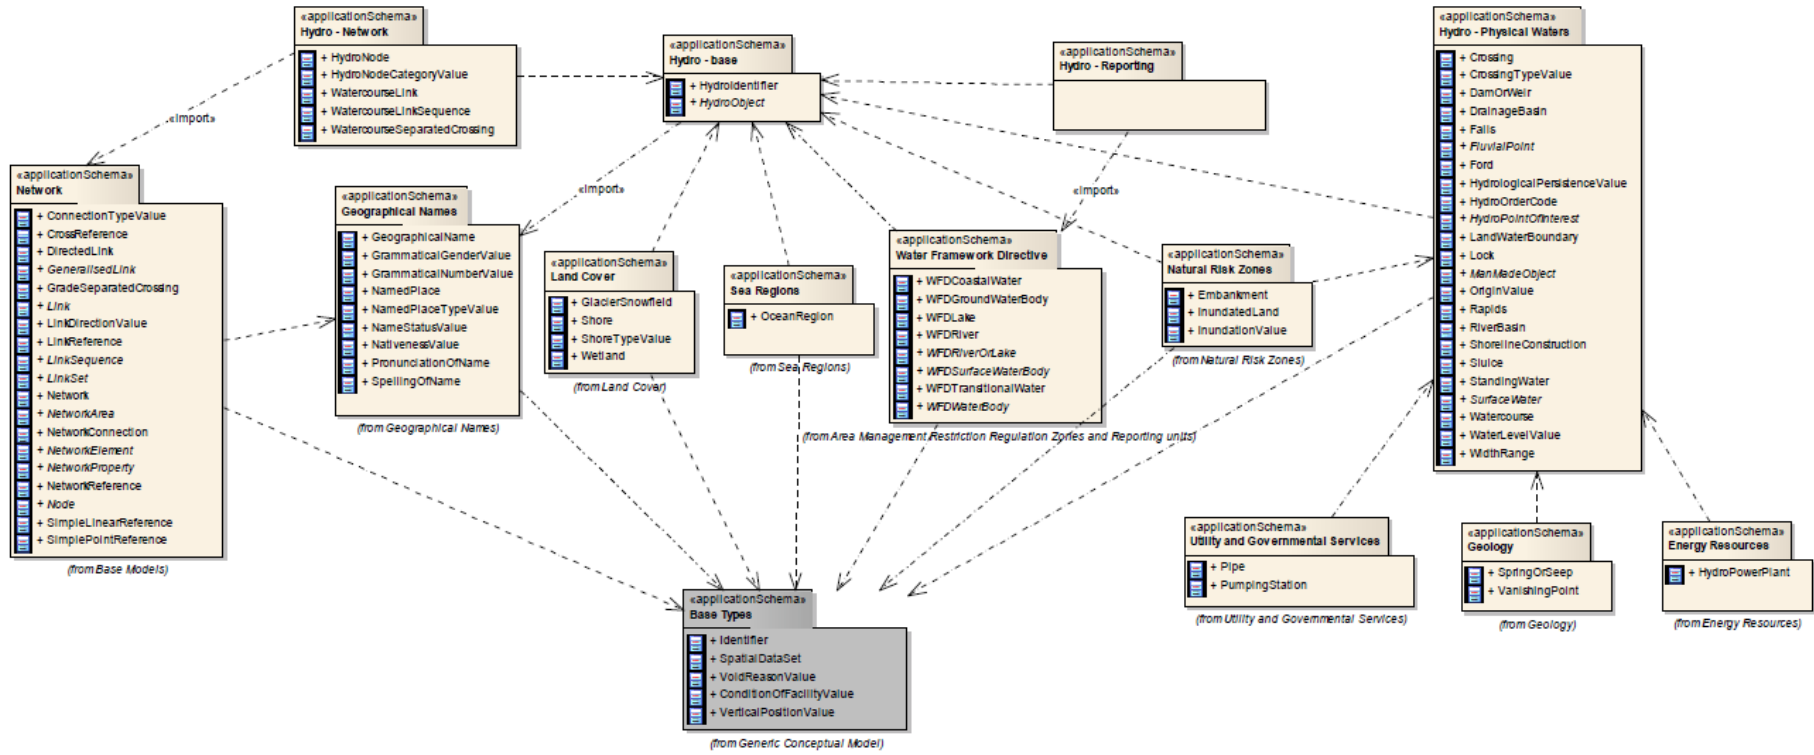 «applicationSchema»
Hydro - Network
+ HydroNode
+ HydroNodeCategoryValue
+ WatercourseLink
+ WatercourseLinkSequence
+ WatercourseSeparatedCrossing
«applicationSchema»
Hydro - base
+ HydroIdentifier
+ HydroObject
«applicationSchema»
Hydro - Reporting
«applicationSchema»
Hydro - Physical Waters
+ Crossing
+ CrossingTypeValue
+ DamOrWeir
+ DrainageBasin
+ Falls
+ FluvialPoint
+ Ford
+ HydrologicalPersistenceValue
+ HydroOrderCode
+ HydroPointOfInterest
+ LandWaterBoundary
+ Lock
+ ManMadeObject
+ OriginValue
+ Rapids
+ RiverBasin
+ ShorelineConstruction
+ Sluice
+ StandingWater
+ SurfaceWater
+ Watercourse
+ WaterLevelValue
+ WidthRange
«import»
«import»
«import»
«applicationSchema»
Network
+ ConnectionTypeValue
+ CrossReference
+ DirectedLink
+ GeneralisedLink
+ GradeSeparatedCrossing
+ Link
+ LinkDirectionValue
+ LinkReference
+ LinkSequence
+ LinkSet
+ Network
+ NetworkArea
+ NetworkConnection
+ NetworkElement
+ NetworkProperty
+ NetworkReference
+ Node
+ SimpleLinearReference
+ SimplePointReference
(from Base Models)
«applicationSchema»
Geographical Names
+ GeographicalName
+ GrammaticalGenderValue
+ GrammaticalNumberValue
+ NamedPlace
+ NamedPlaceTypeValue
+ NameStatusValue
+ NativenessValue
+ PronunciationOfName
+ SpellingOfName
(from Geographical Names)
«applicationSchema»
Land Cover
+ GlacierSnowfield
+ Shore
+ ShoreTypeValue
+ Wetland
(from Land Cover)
«applicationSchema»
Sea Regions
+ OceanRegion
(from Sea Regions)
«applicationSchema»
Water Framework Directive
+ WFDCoastalWater
+ WFDGroundWaterBody
+ WFDLake
+ WFDRiver
+ WFDRiverOrLake
+ WFDSurfaceWaterBody
+ WFDTransitionalWater
+ WFDWaterBody
(from Area Management Restriction Regulation Zones and Reporting units)
«applicationSchema»
Natural Risk Zones
+ Embankment
+ InundatedLand
+ InundationValue
(from Natural Risk Zones)
«applicationSchema»
Utility and Governmental Services
+ Pipe
+ PumpingStation
(from Utility and Governmental Services)
«applicationSchema»
Geology
+ SpringOrSeep
+ VanishingPoint
(from Geology)
«applicationSchema»
Energy Resources
+ HydroPowerPlant
(from Energy Resources)
«applicationSchema»
Base Types
+ Identifier
+ SpatialDataSet
+ VoidReasonValue
+ ConditionOfFacilityValue
+ VerticalPositionValue
(from Generic Conceptual Model)